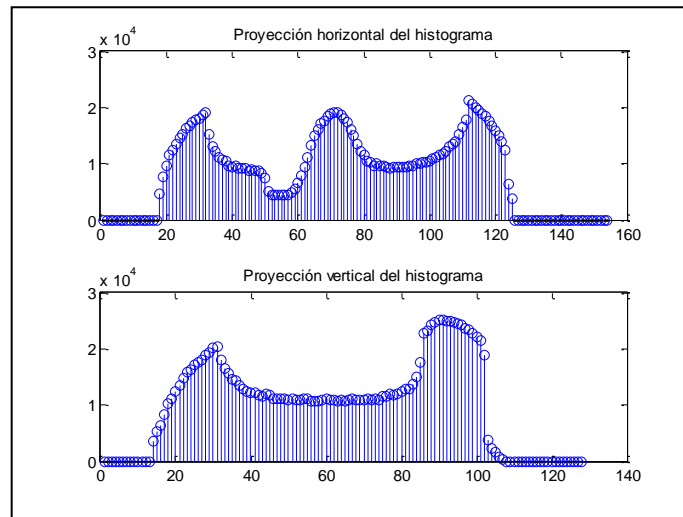 Proyección horizontal del histograma
x 10^4
3
2
1
0
0 20 40 60 80 100 120 140 160
Proyección vertical del histograma
x 10^4
3
2
1
0
0 20 40 60 80 100 120 140